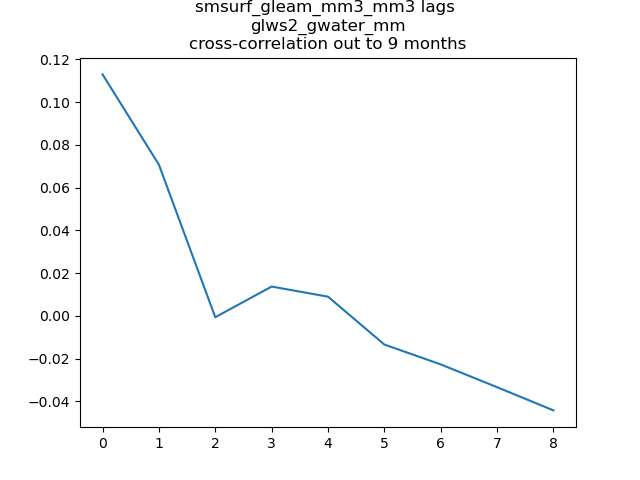 smsurf_gleam_mm3_mm3 lags
glws2_gwater_mm
cross-correlation out to 9 months
0.12
0.10
0.08
0.06
0.04
0.02
0.00
−0.02
−0.04
0 1 2 3 4 5 6 7 8